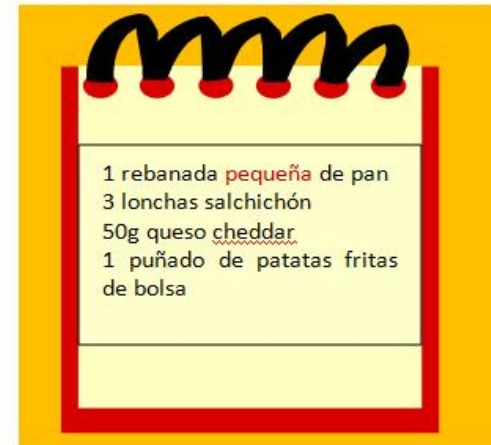 1 rebanada pequeña de pan
3 lonchas salchichón
50g queso cheddar
1 puñado de patatas fritas
de bolsa